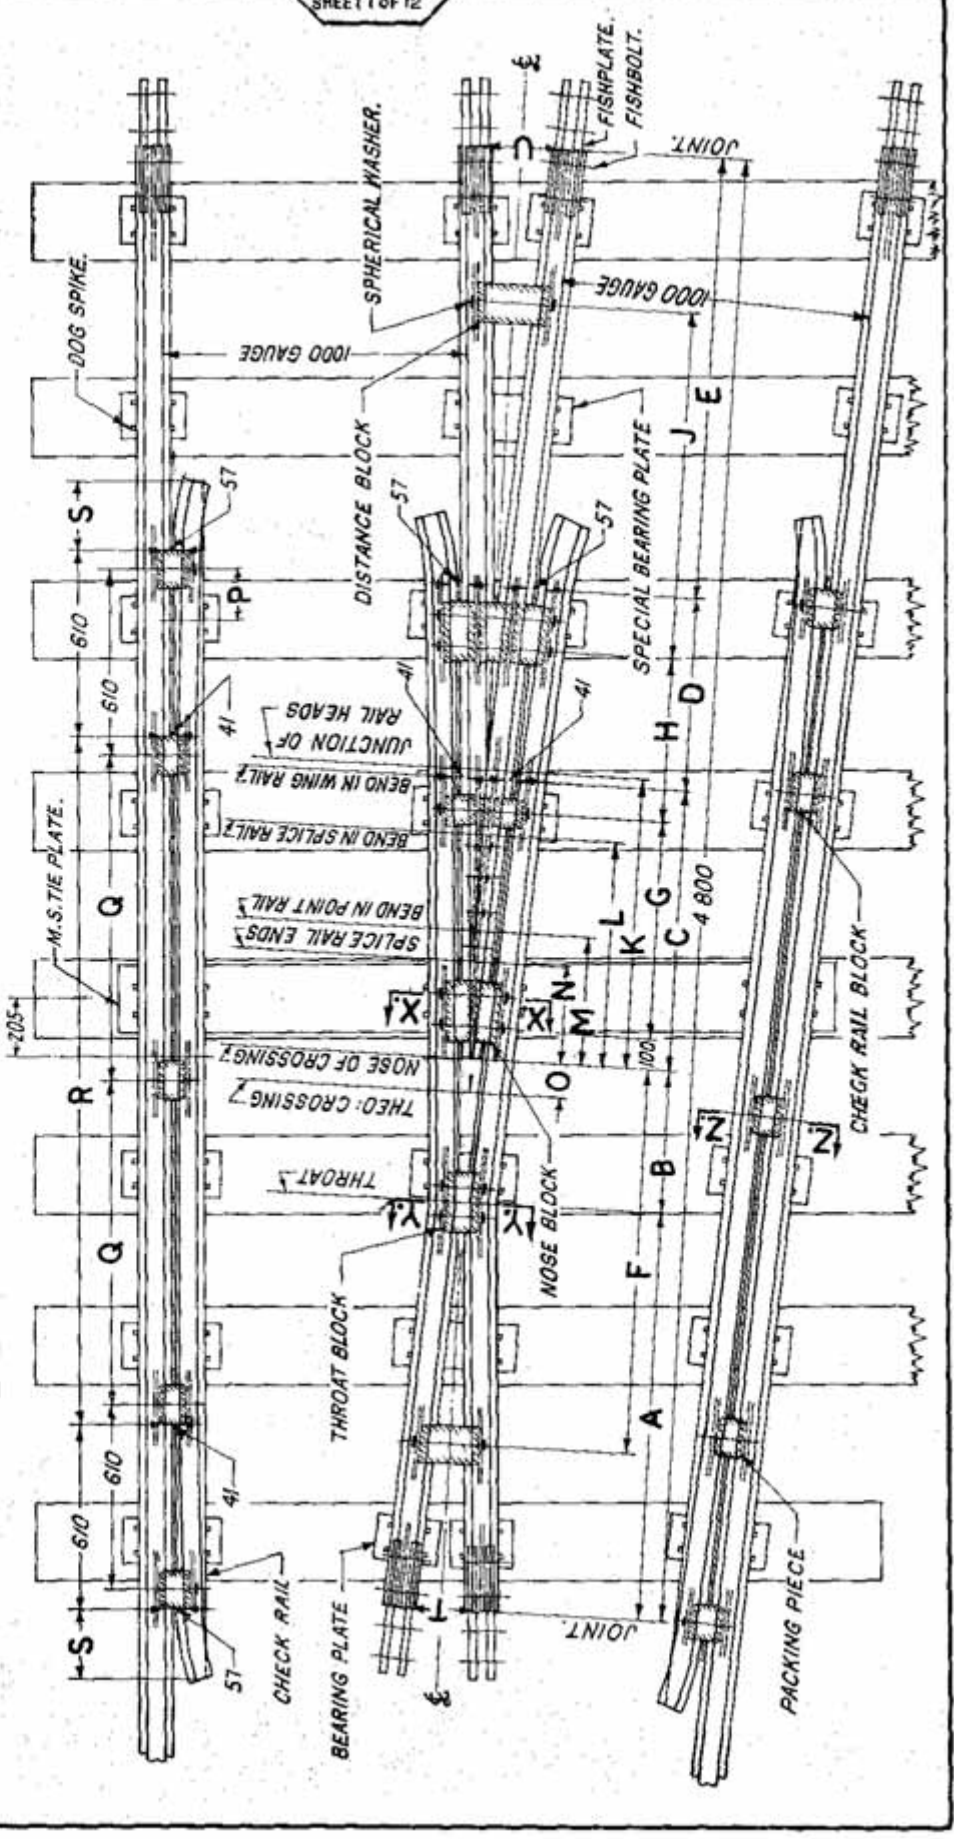 SHEET 1 OF 12
DOG SPIKE.
M.S. TIE PLATE.
205
S
610
R
610
S
610
Q
Q
610
P
57
41
41
57
CHECK RAIL
1000 GAUGE
SPHERICAL WASHER.
FISHPLATE.
FISHBOLT.
DISTANCE BLOCK
57
57
41
41
JUNCTION OF
RAIL HEADS
BEND IN WING RAIL
BEND IN SPLICE RAIL
BEND IN POINT RAIL
SPLICE RAIL ENDS
NOSE OF CROSSING
THEO: CROSSING
THROAT
THROAT BLOCK
BEARING PLATE
NOSE BLOCK
SPECIAL BEARING PLATE
1000 GAUGE
JOINT.
JOINT.
U
T
X
X
Y
Y
Z
Z
O
N
M
L
K
100
H
G
F
J
D
E
C
B
A
4 800
CHECK RAIL BLOCK
PACKING PIECE